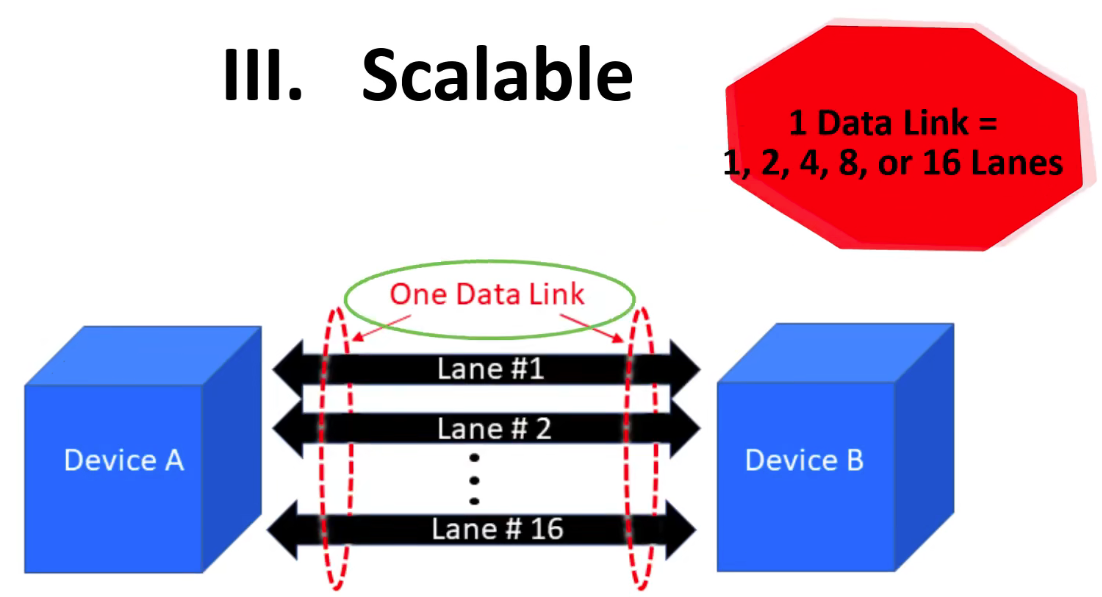 III. Scalable
1 Data Link =
1, 2, 4, 8, or 16 Lanes
One Data Link
Lane #1
Lane # 2
Device A
Device B
Lane # 16